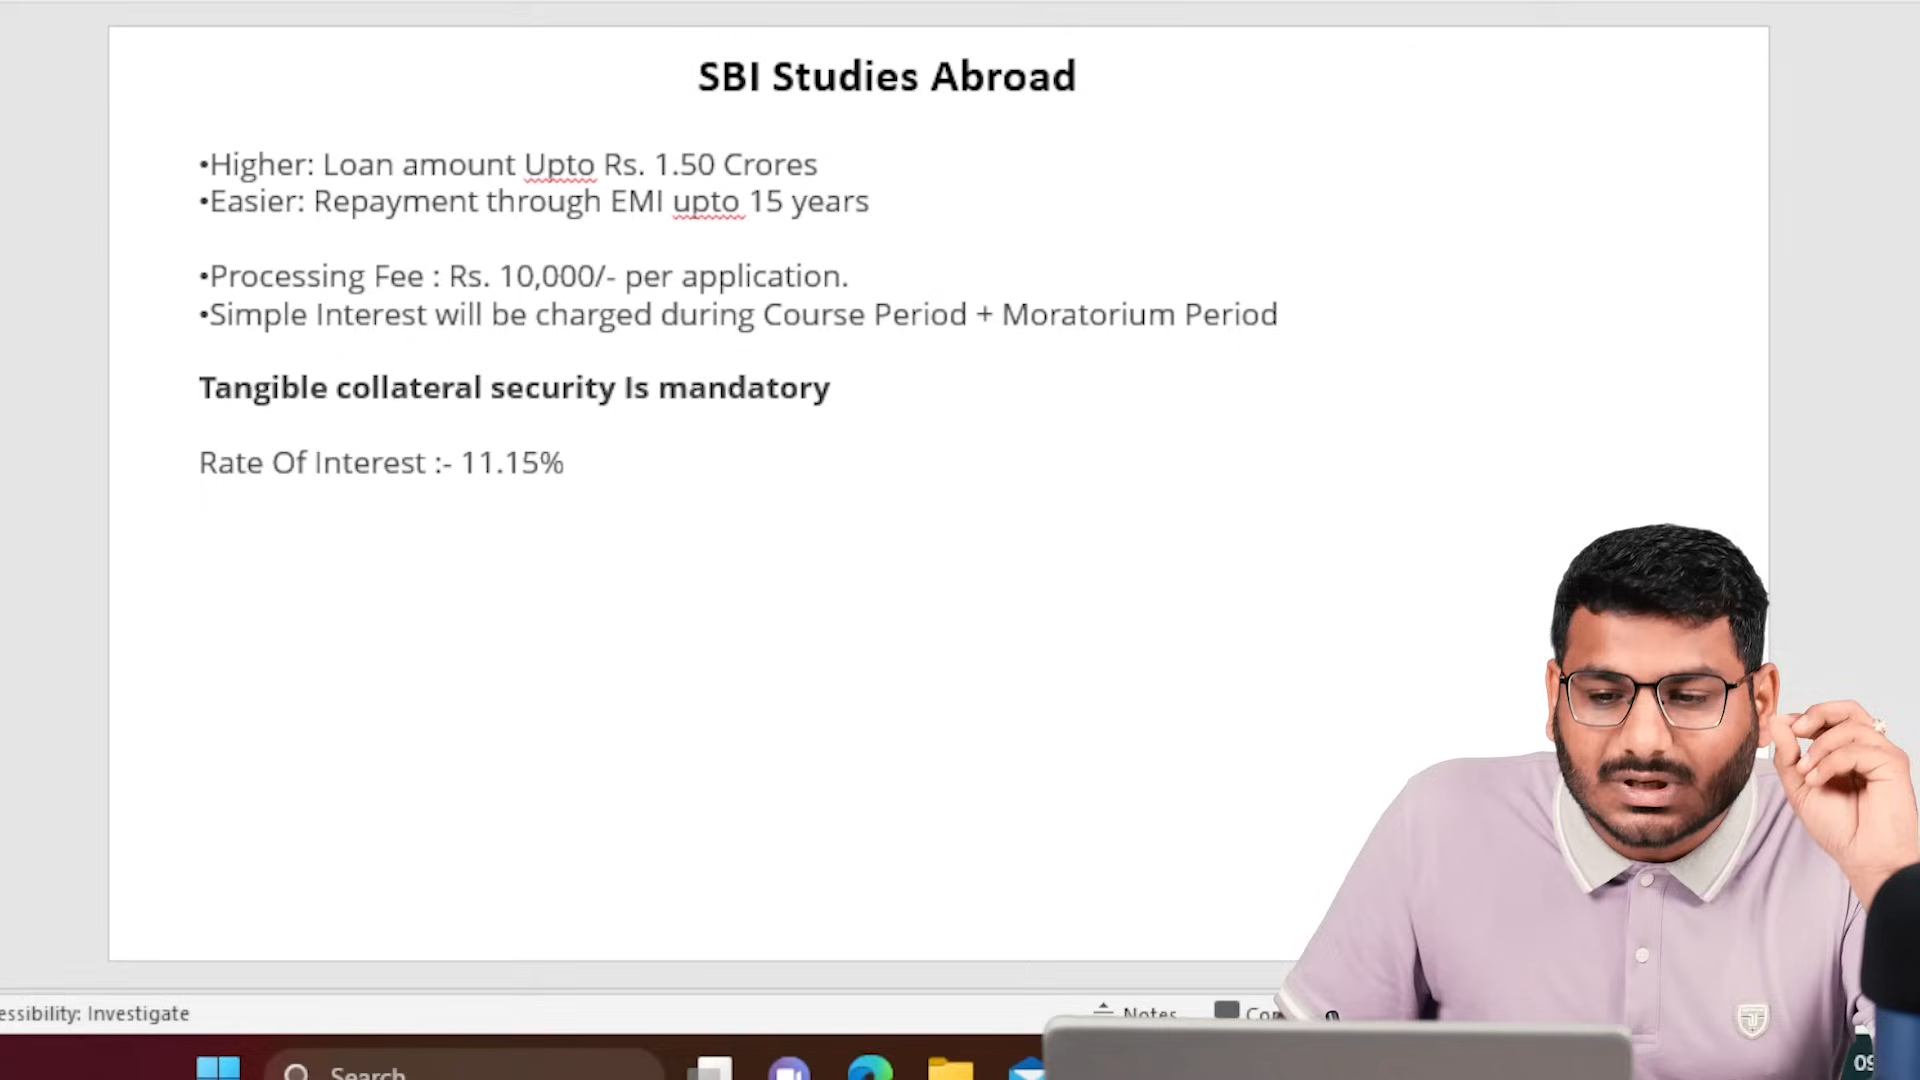 SBI Studies Abroad
•Higher: Loan amount Upto Rs. 1.50 Crores
•Easier: Repayment through EMI upto 15 years
•Processing Fee : Rs. 10,000/- per application.
•Simple Interest will be charged during Course Period + Moratorium Period
Tangible collateral security Is mandatory
Rate Of Interest :- 11.15%
essibility: Investigate
Notes
Search
09